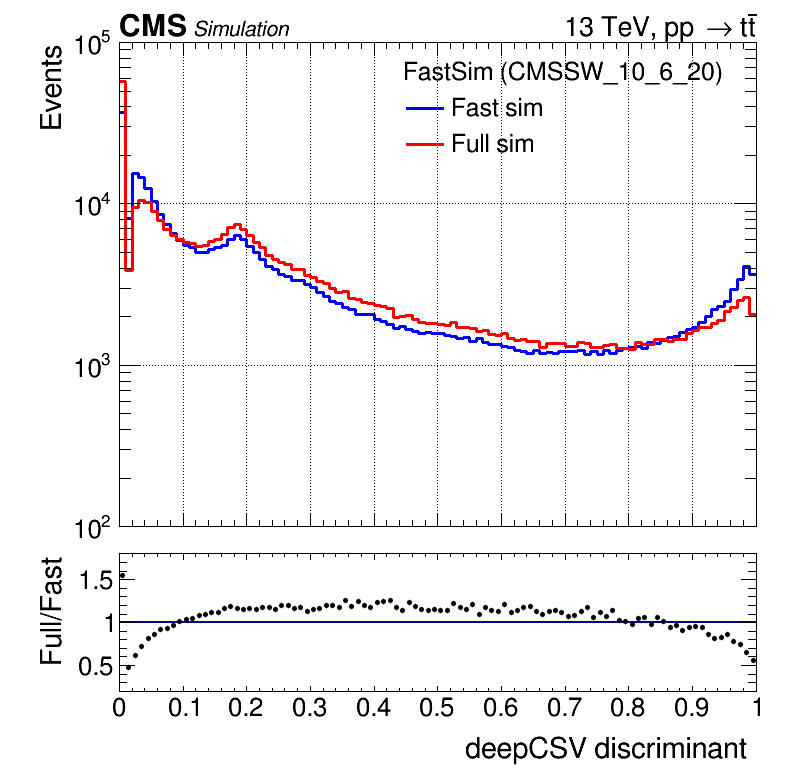 CMS Simulation 13 TeV, pp → tt̄
Events
10⁵
10⁴
10³
10²
FastSim (CMSSW_10_6_20)
Fast sim
Full sim
Full/Fast
1.5
1
0.5
0 0.1 0.2 0.3 0.4 0.5 0.6 0.7 0.8 0.9 1
deepCSV discriminant